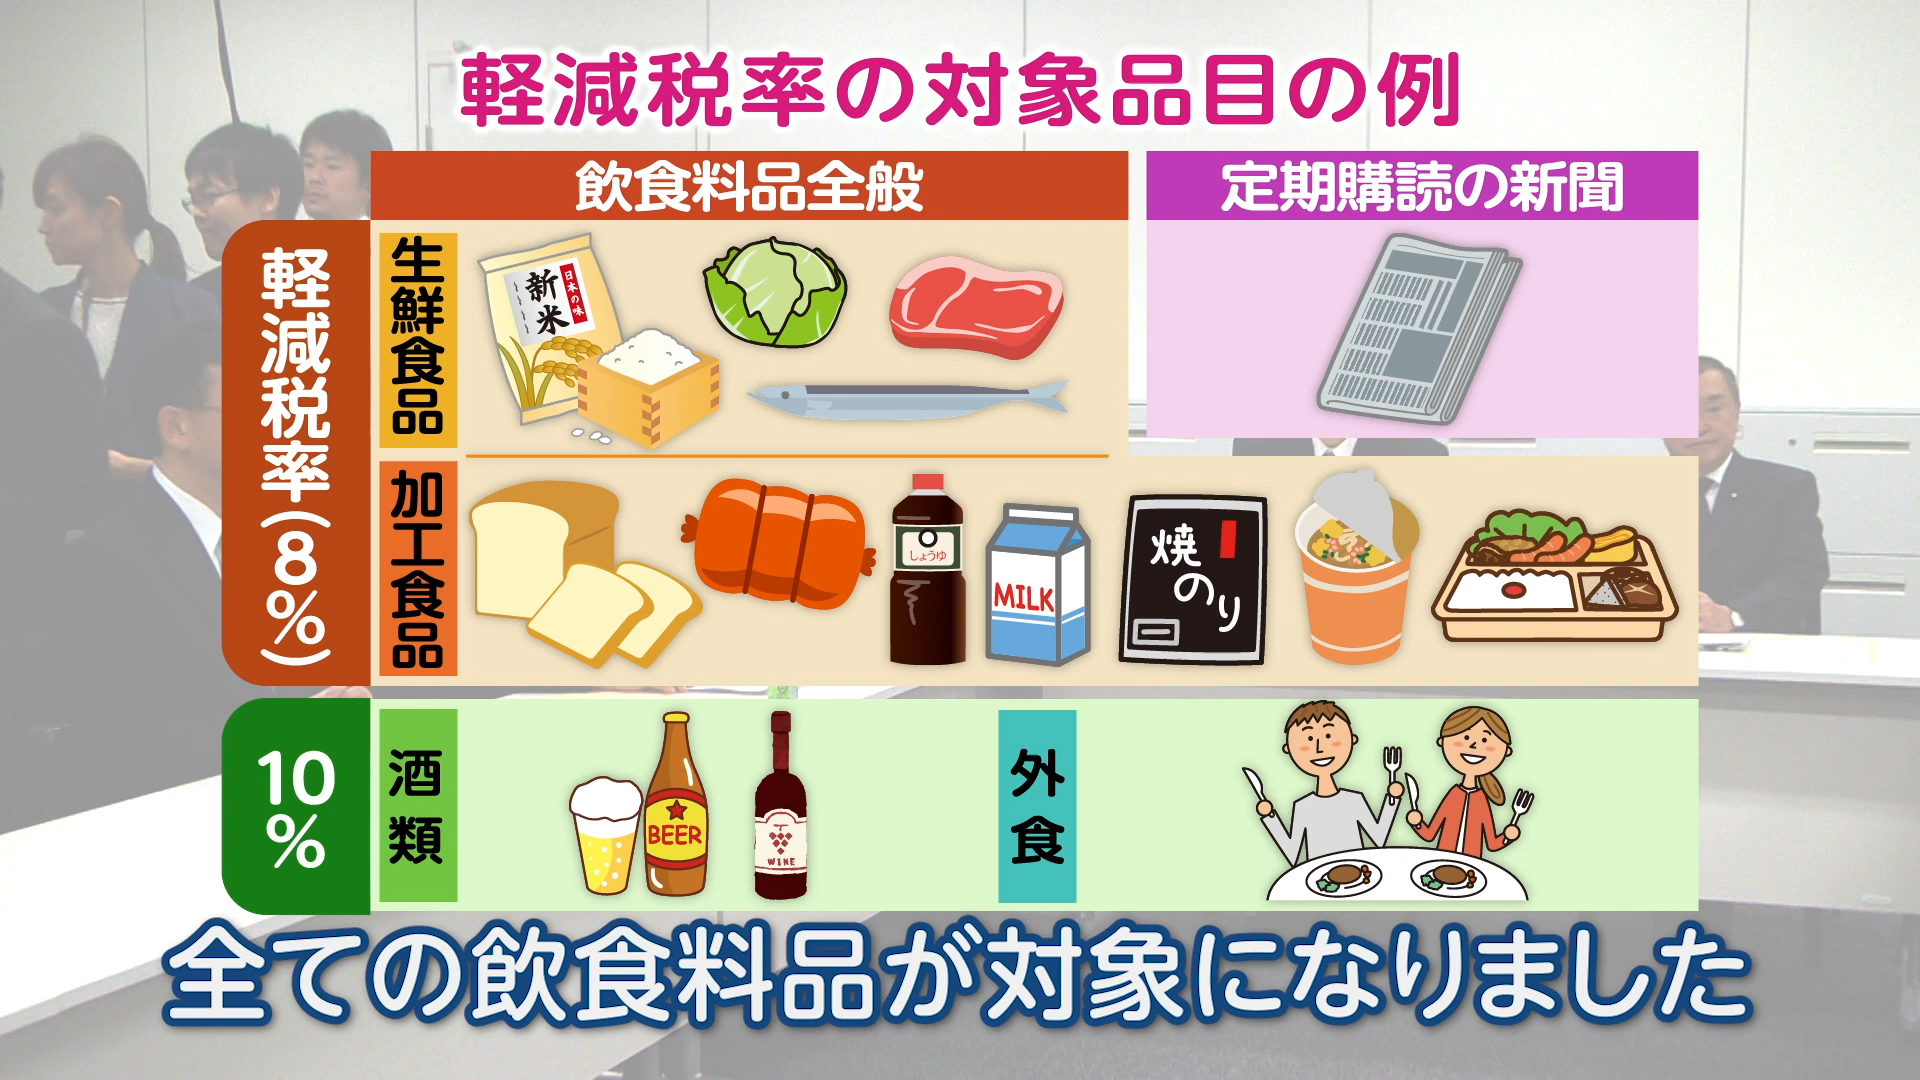 軽減税率の対象品目の例
飲食料品全般
定期購読の新聞
軽減税率(8%)
生鮮食品
新米
日本の味
加工食品
しょうゆ
MILK
焼のり
10%
酒類
BEER
WINE
外食
全ての飲食料品が対象になりました